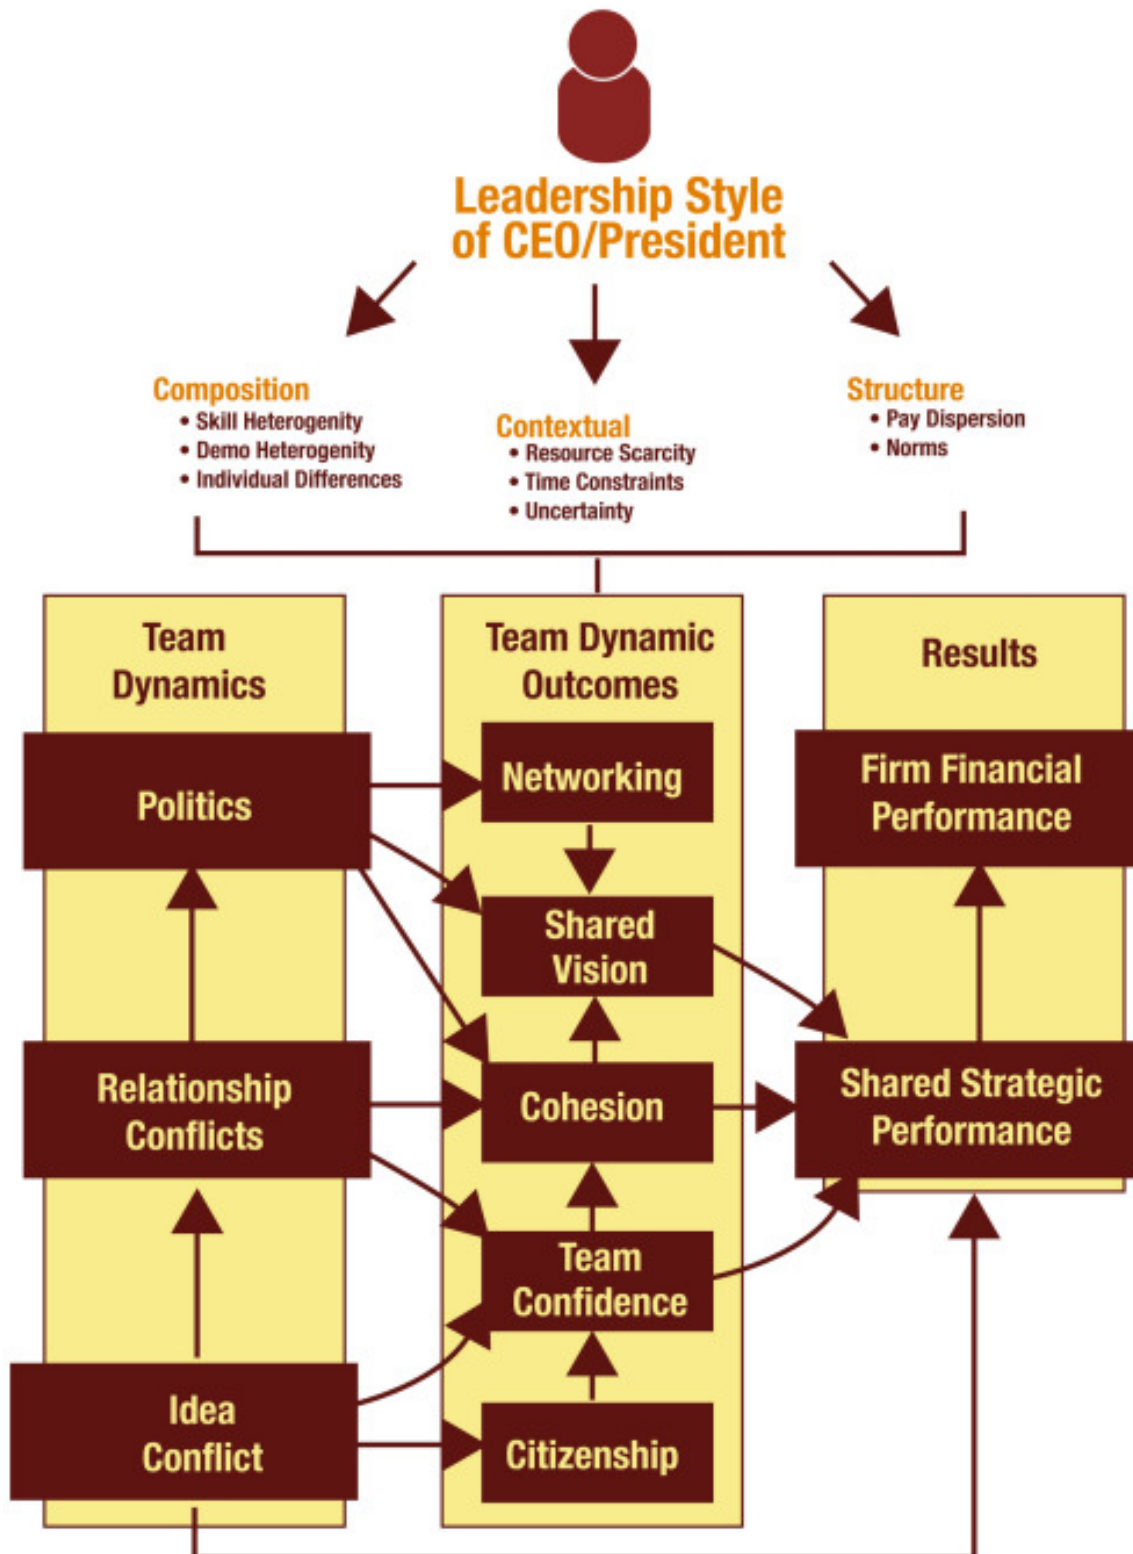 Leadership Style
of CEO/President
Composition
• Skill Heterogenity
• Demo Heterogenity
• Individual Differences
Contextual
• Resource Scarcity
• Time Constraints
• Uncertainty
Structure
• Pay Dispersion
• Norms
Team
Dynamics
Politics
Relationship
Conflicts
Idea
Conflict
Team Dynamic
Outcomes
Networking
Shared
Vision
Cohesion
Team
Confidence
Citizenship
Results
Firm Financial
Performance
Shared Strategic
Performance